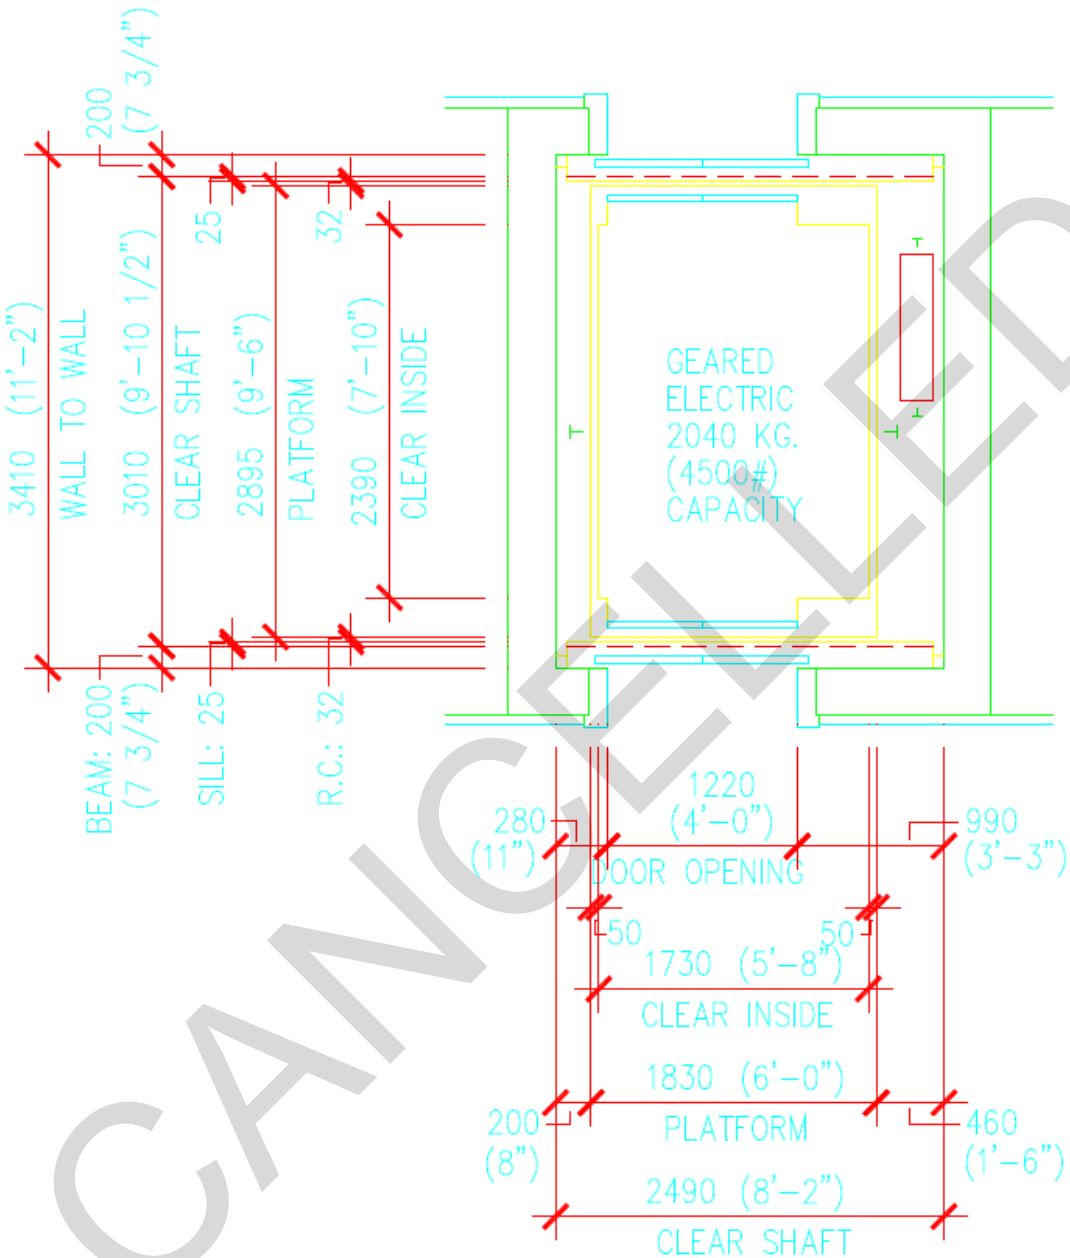 200
(7 3/4")
25
32
3410 (11'-2")
WALL TO WALL
3010 (9'-10 1/2")
CLEAR SHAFT
2895 (9'-6")
PLATFORM
2390 (7'-10")
CLEAR INSIDE
GEARED
ELECTRIC
2040 KG.
(4500#)
CAPACITY
BEAM: 200
(7 3/4")
SILL: 25
R.C.: 32
280
(11")
1220
(4'-0")
DOOR OPENING
990
(3'-3")
50
50
1730 (5'-8")
CLEAR INSIDE
1830 (6'-0")
PLATFORM
200
(8")
460
(1'-6")
2490 (8'-2")
CLEAR SHAFT
CANCELLED